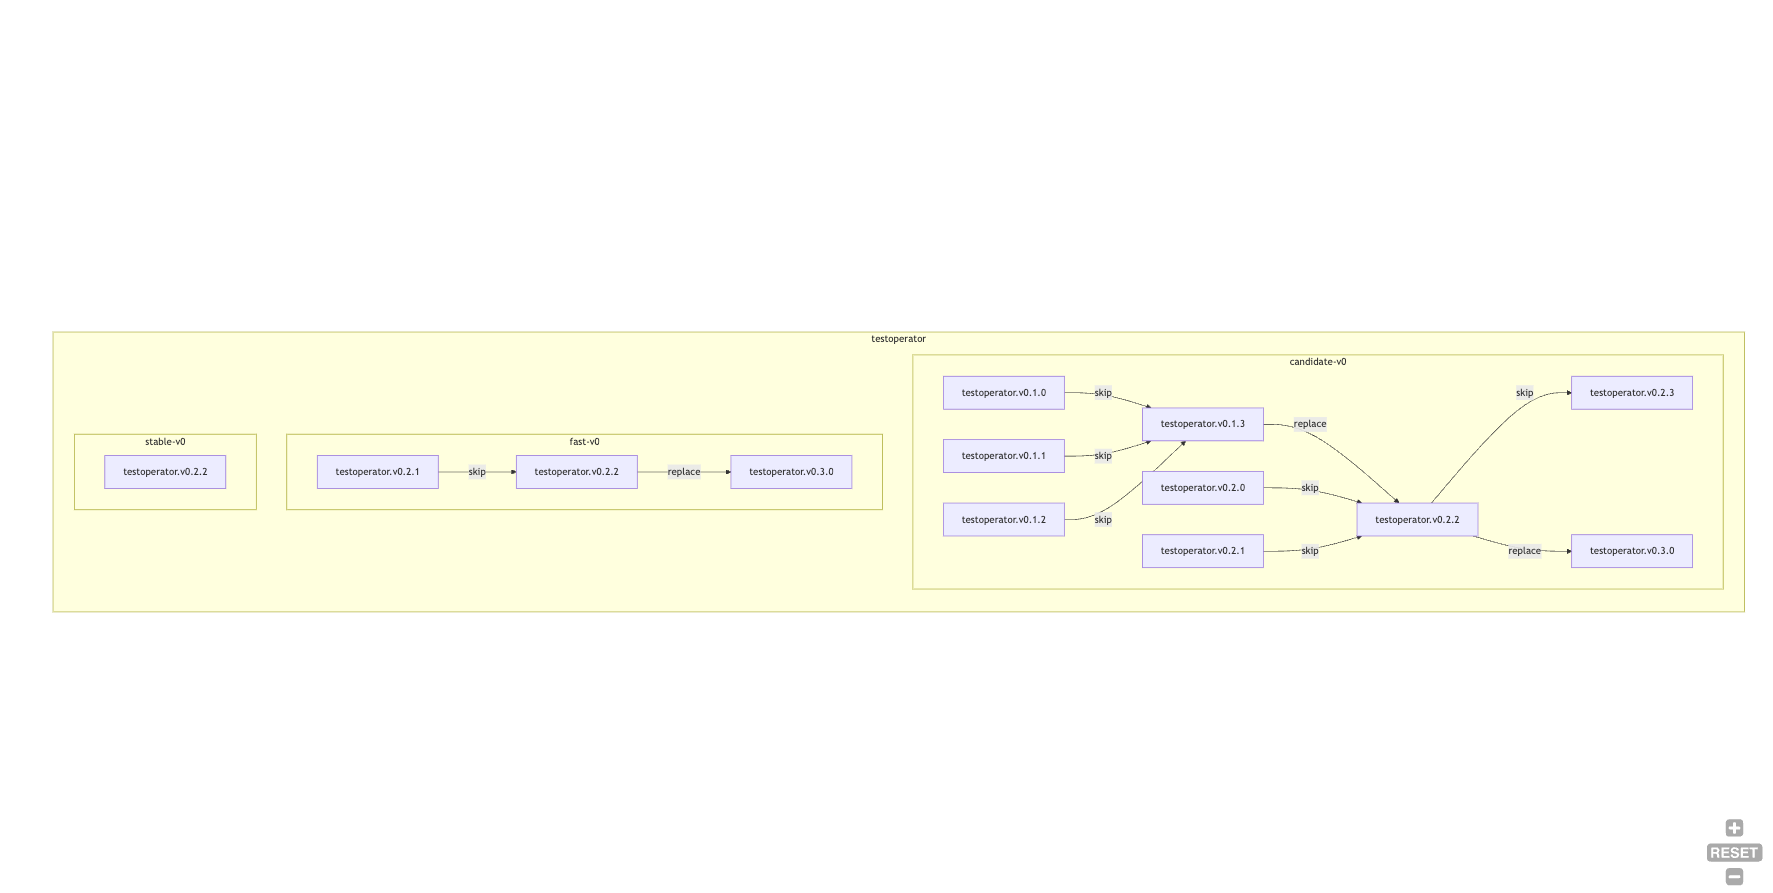 testoperator
stable-v0
testoperator.v0.2.2
fast-v0
testoperator.v0.2.1
skip
testoperator.v0.2.2
replace
testoperator.v0.3.0
candidate-v0
testoperator.v0.1.0
skip
testoperator.v0.1.1
skip
testoperator.v0.1.2
skip
testoperator.v0.1.3
replace
testoperator.v0.2.0
skip
testoperator.v0.2.1
skip
testoperator.v0.2.2
skip
testoperator.v0.2.3
replace
testoperator.v0.3.0
RESET